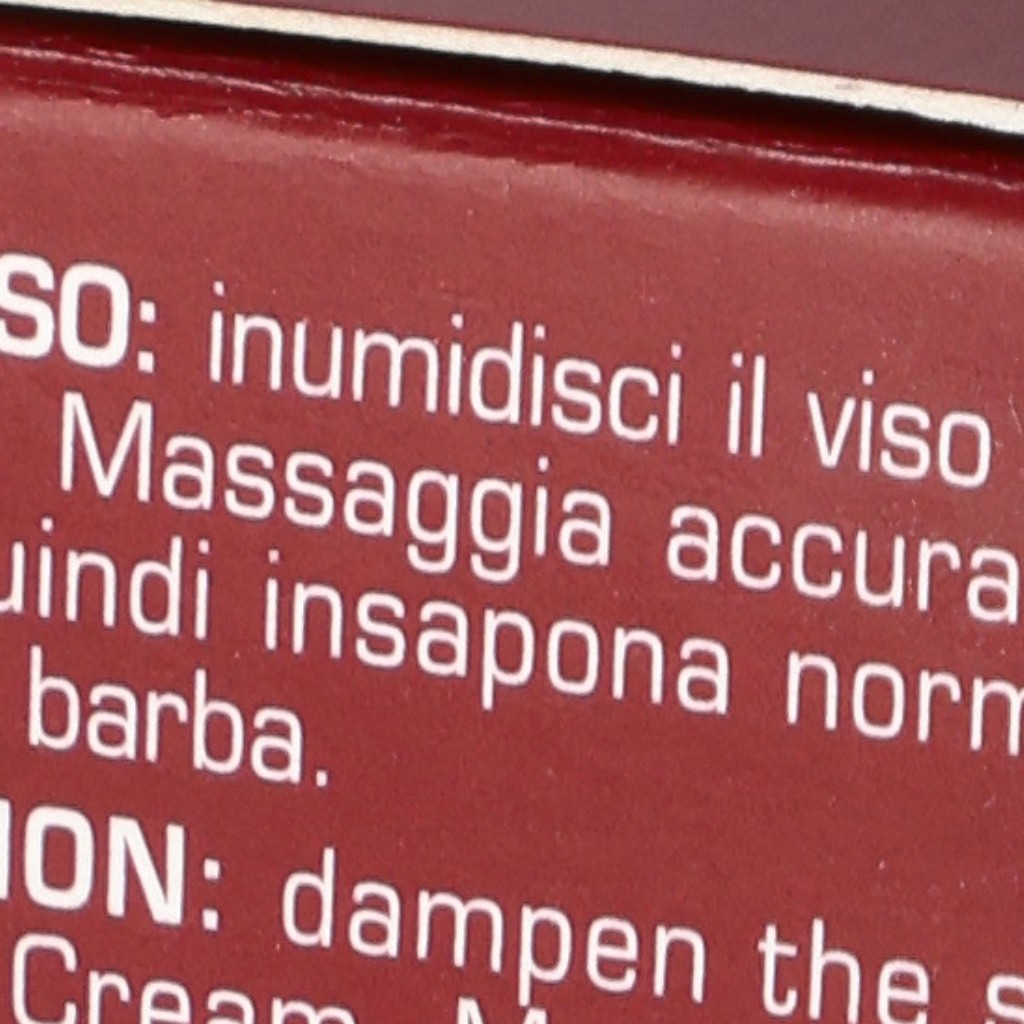 SO: inumidisci il viso
Massaggia accura
uindi insapona norm
barba.
ION: dampen the s
Cream. M